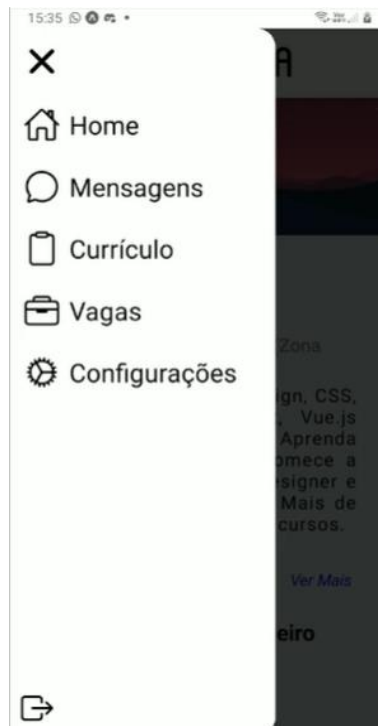 15:35
A
Home
Mensagens
Currículo
Vagas
Configurações
Zona
ign, CSS,
, Vue.js
Aprenda
omece a
esigner e
Mais de
cursos.
Ver Mais
eiro